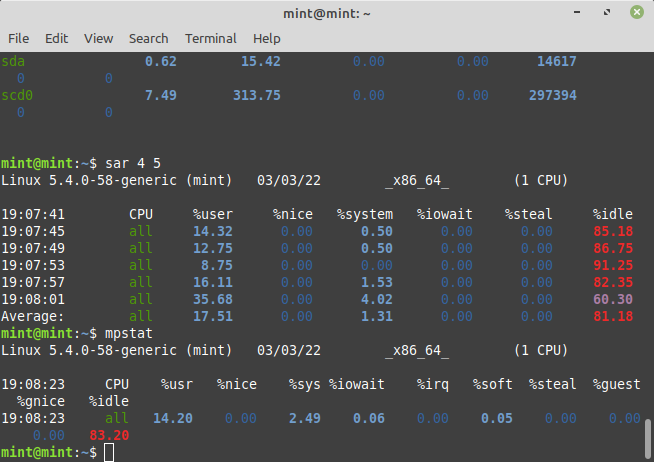 mint@mint: ~
File Edit View Search Terminal Help
sda 0.62 15.42 0.00 0.00 14617
0 0
scd0 7.49 313.75 0.00 0.00 297394
0 0
mint@mint:~$ sar 4 5
Linux 5.4.0-58-generic (mint) 03/03/22 _x86_64_ (1 CPU)
19:07:41 CPU %user %nice %system %iowait %steal %idle
19:07:45 all 14.32 0.00 0.50 0.00 0.00 85.18
19:07:49 all 12.75 0.00 0.50 0.00 0.00 86.75
19:07:53 all 8.75 0.00 0.00 0.00 0.00 91.25
19:07:57 all 16.11 0.00 1.53 0.00 0.00 82.35
19:08:01 all 35.68 0.00 4.02 0.00 0.00 60.30
Average: all 17.51 0.00 1.31 0.00 0.00 81.18
mint@mint:~$ mpstat
Linux 5.4.0-58-generic (mint) 03/03/22 _x86_64_ (1 CPU)
19:08:23 CPU %usr %nice %sys %iowait %irq %soft %steal %guest
%gnice %idle
19:08:23 all 14.20 0.00 2.49 0.06 0.00 0.05 0.00 0.00
0.00 83.20
mint@mint:~$